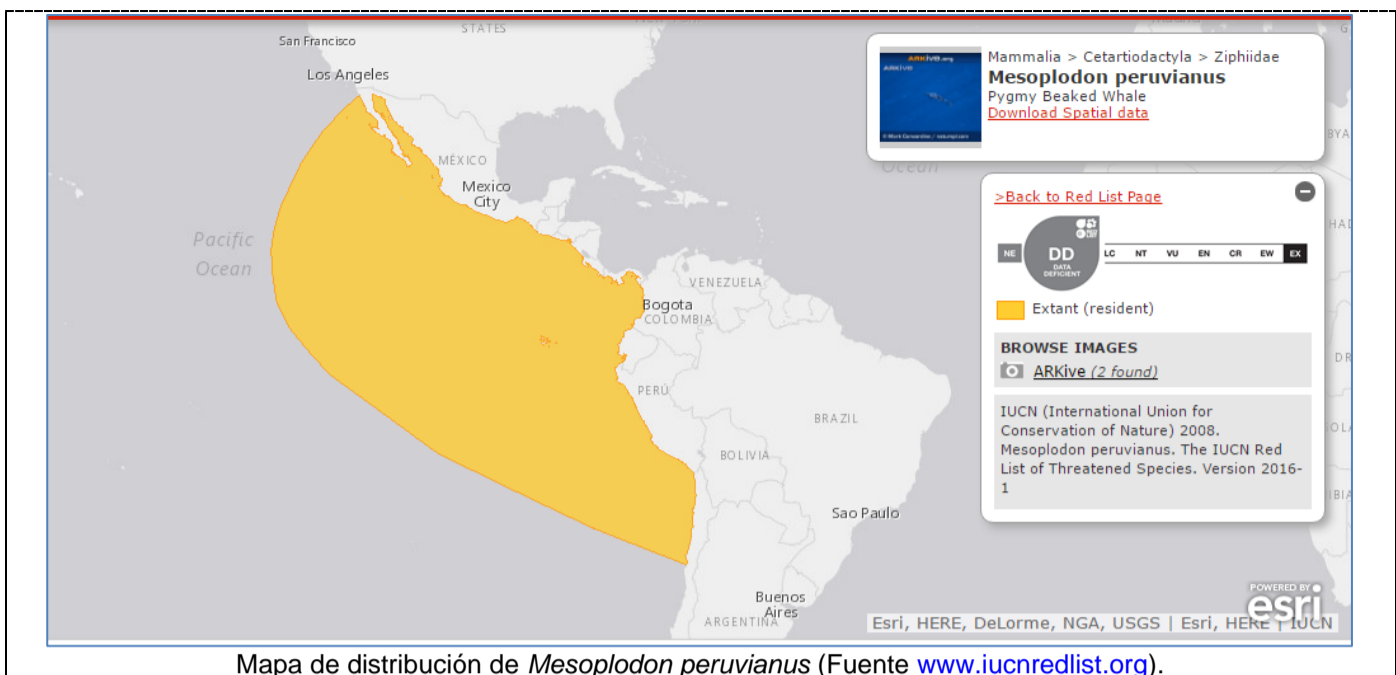 STATES
San Francisco
Los Angeles
MÉXICO
Mexico
City
Pacific
Ocean
Ocean
VENEZUELA
Bogota
COLOMBIA
PERÚ
BRAZIL
BOLIVIA
Sao Paulo
Buenos
Aires
ARGENTINA
ARKive.org
ARKIVE
Mammalia > Cetartiodactyla > Ziphiidae
Mesoplodon peruvianus
Pygmy Beaked Whale
Download Spatial data
>Back to Red List Page
NE
DD
DATA
DEFICIENT
LC NT VU EN CR EW EX
Extant (resident)
BROWSE IMAGES
ARKive (2 found)
IUCN (International Union for
Conservation of Nature) 2008.
Mesoplodon peruvianus. The IUCN Red
List of Threatened Species. Version 2016-
1
POWERED BY
esri
Esri, HERE, DeLorme, NGA, USGS | Esri, HERE | IUCN
Mapa de distribución de Mesoplodon peruvianus (Fuente www.iucnredlist.org).